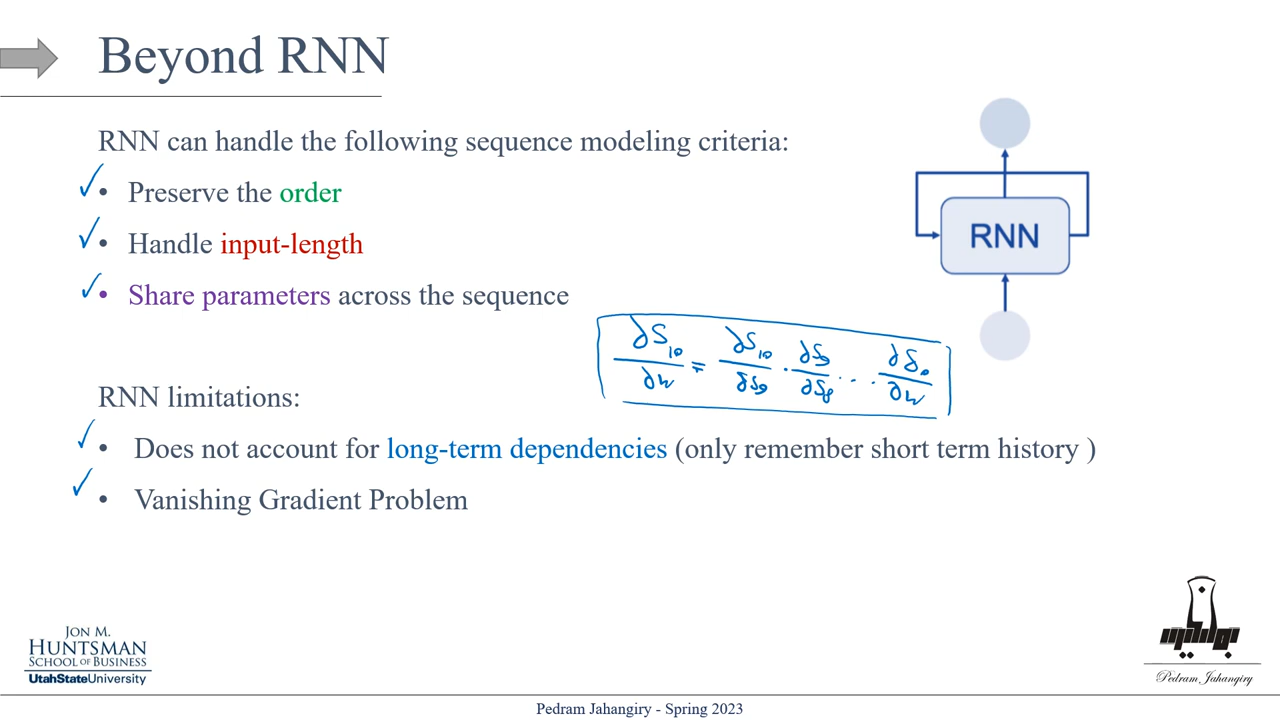 Beyond RNN
RNN can handle the following sequence modeling criteria:
✓ • Preserve the order
✓ • Handle input-length
✓ • Share parameters across the sequence
RNN
∂S₁₀/∂w = ∂S₁₀/∂S₉ · ∂S₉/∂S₈ ... ∂S₀/∂w
RNN limitations:
✓ • Does not account for long-term dependencies (only remember short term history )
✓ • Vanishing Gradient Problem
JON M.
HUNTSMAN
SCHOOL OF BUSINESS
UtahStateUniversity
Pedram Jahangiry
Pedram Jahangiry - Spring 2023